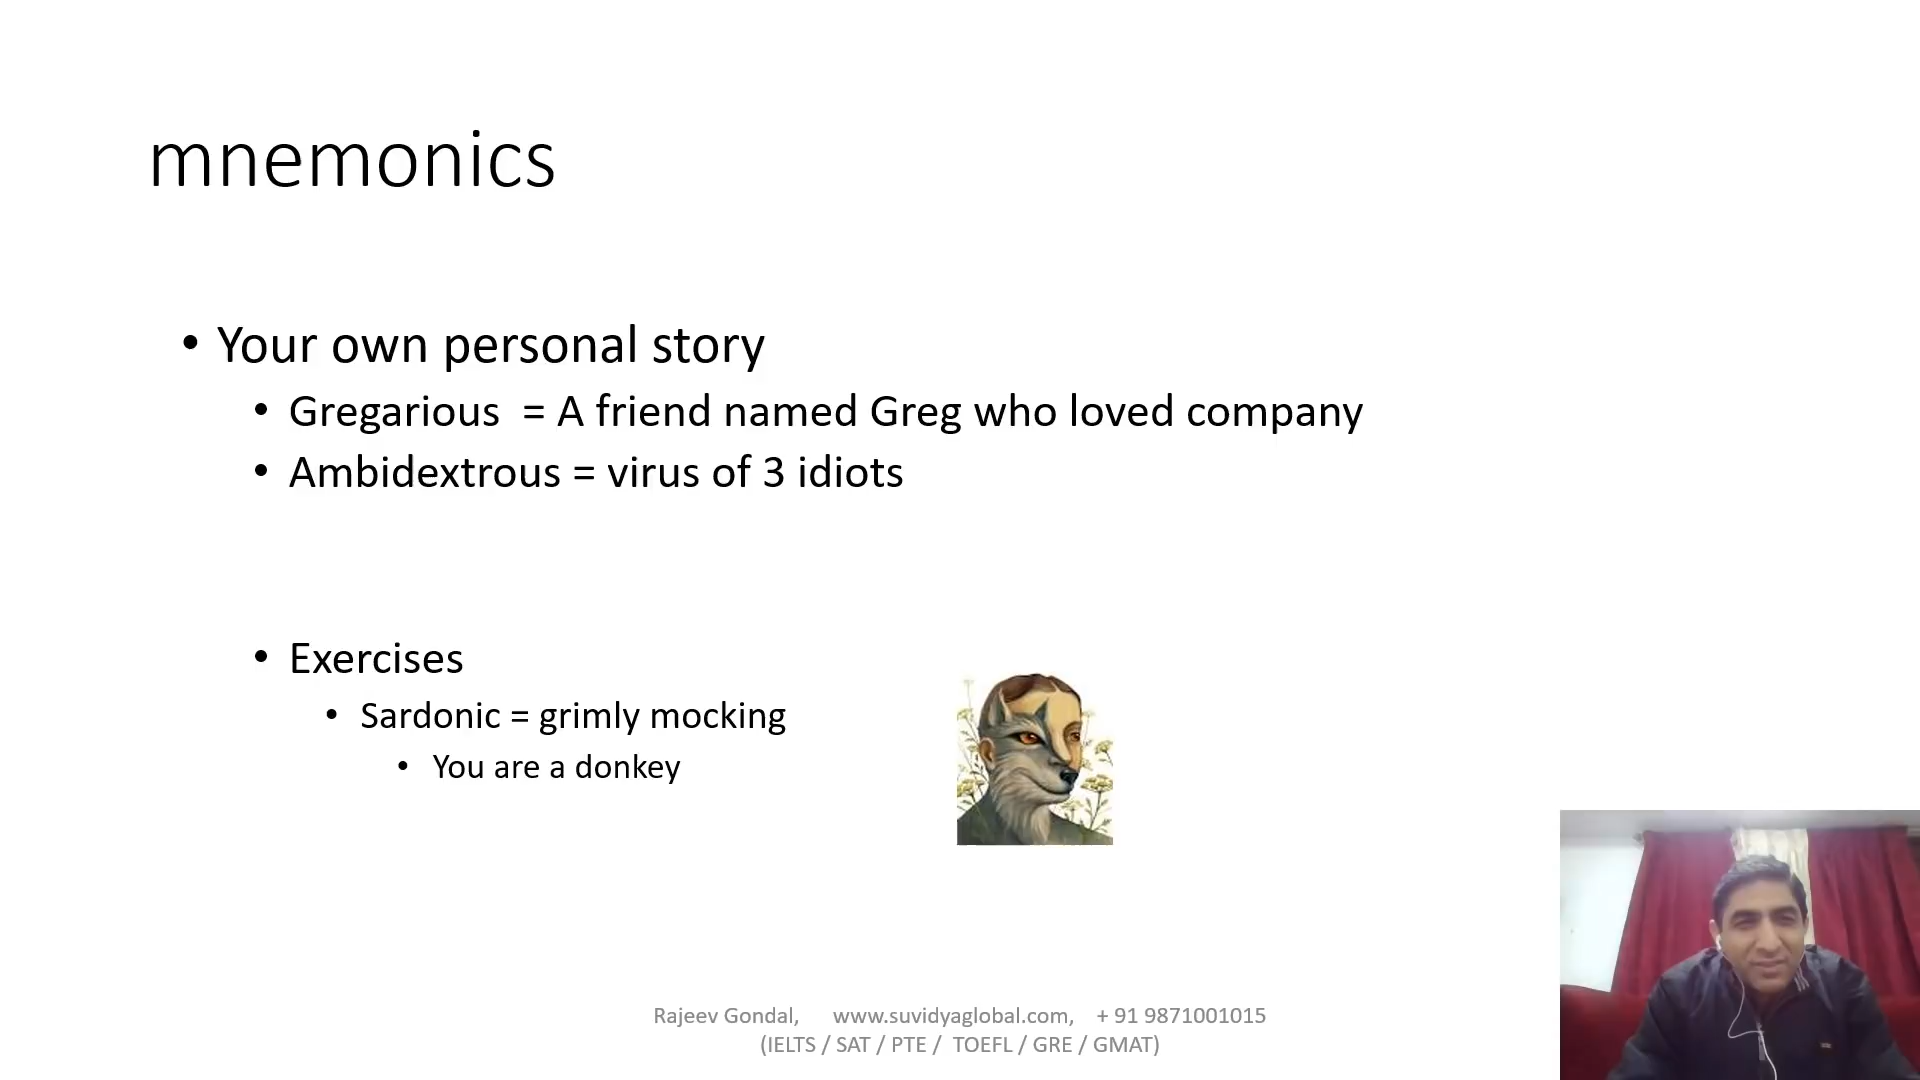 mnemonics
Your own personal story
Gregarious = A friend named Greg who loved company
Ambidextrous = virus of 3 idiots
Exercises
Sardonic = grimly mocking
You are a donkey
Rajeev Gondal, www.suvidyaglobal.com, + 91 9871001015
(IELTS / SAT / PTE / TOEFL / GRE / GMAT)